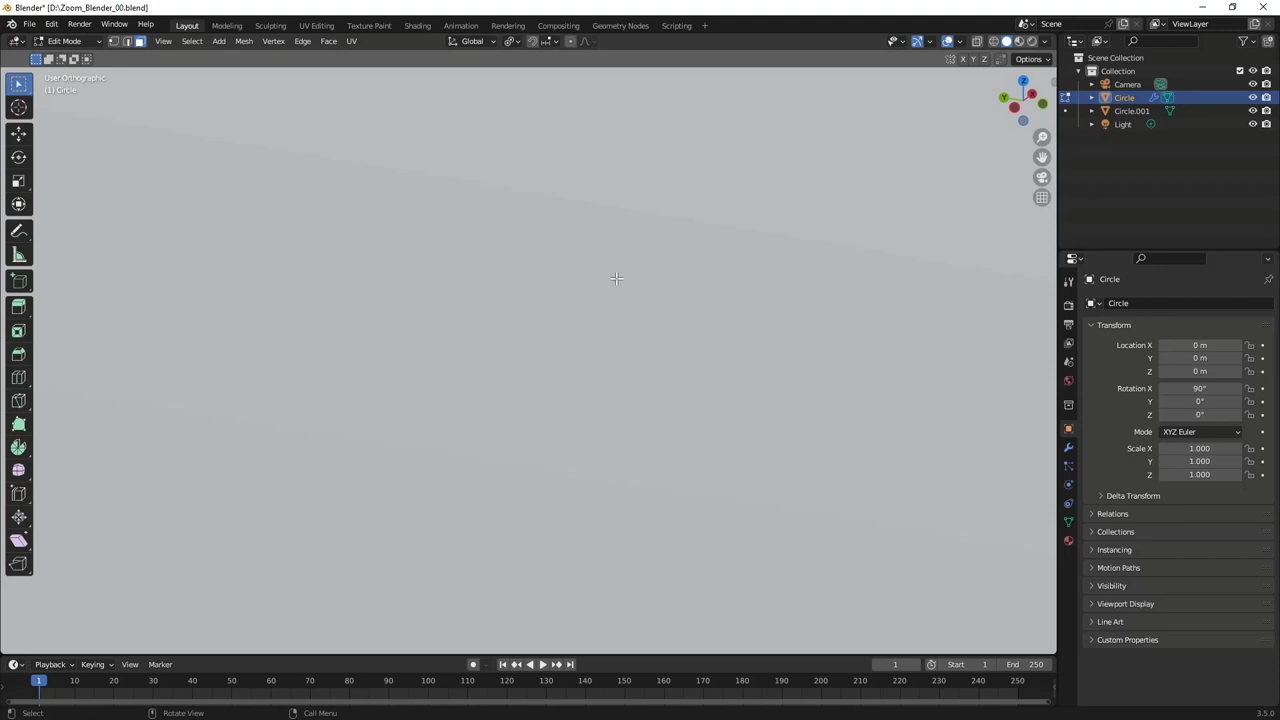 Blender* [D:\Zoom_Blender_00.blend]
File Edit Render Window Help Layout Modeling Sculpting UV Editing Texture Paint Shading Animation Rendering Compositing Geometry Nodes Scripting + Scene ViewLayer
Edit Mode View Select Add Mesh Vertex Edge Face UV Global
X Y Z Options
User Orthographic
(1) Circle
Z
Y
X
Scene Collection
Collection
Camera
Circle
Circle.001
Light
Circle
Circle
Transform
Location X 0 m
Y 0 m
Z 0 m
Rotation X 90°
Y 0°
Z 0°
Mode XYZ Euler
Scale X 1.000
Y 1.000
Z 1.000
Delta Transform
Relations
Collections
Instancing
Motion Paths
Visibility
Viewport Display
Line Art
Custom Properties
Playback Keying View Marker 1 Start 1 End 250
1 10 20 30 40 50 60 70 80 90 100 110 120 130 140 150 160 170 180 190 200 210 220 230 240 250
Select Rotate View Call Menu 3.5.0